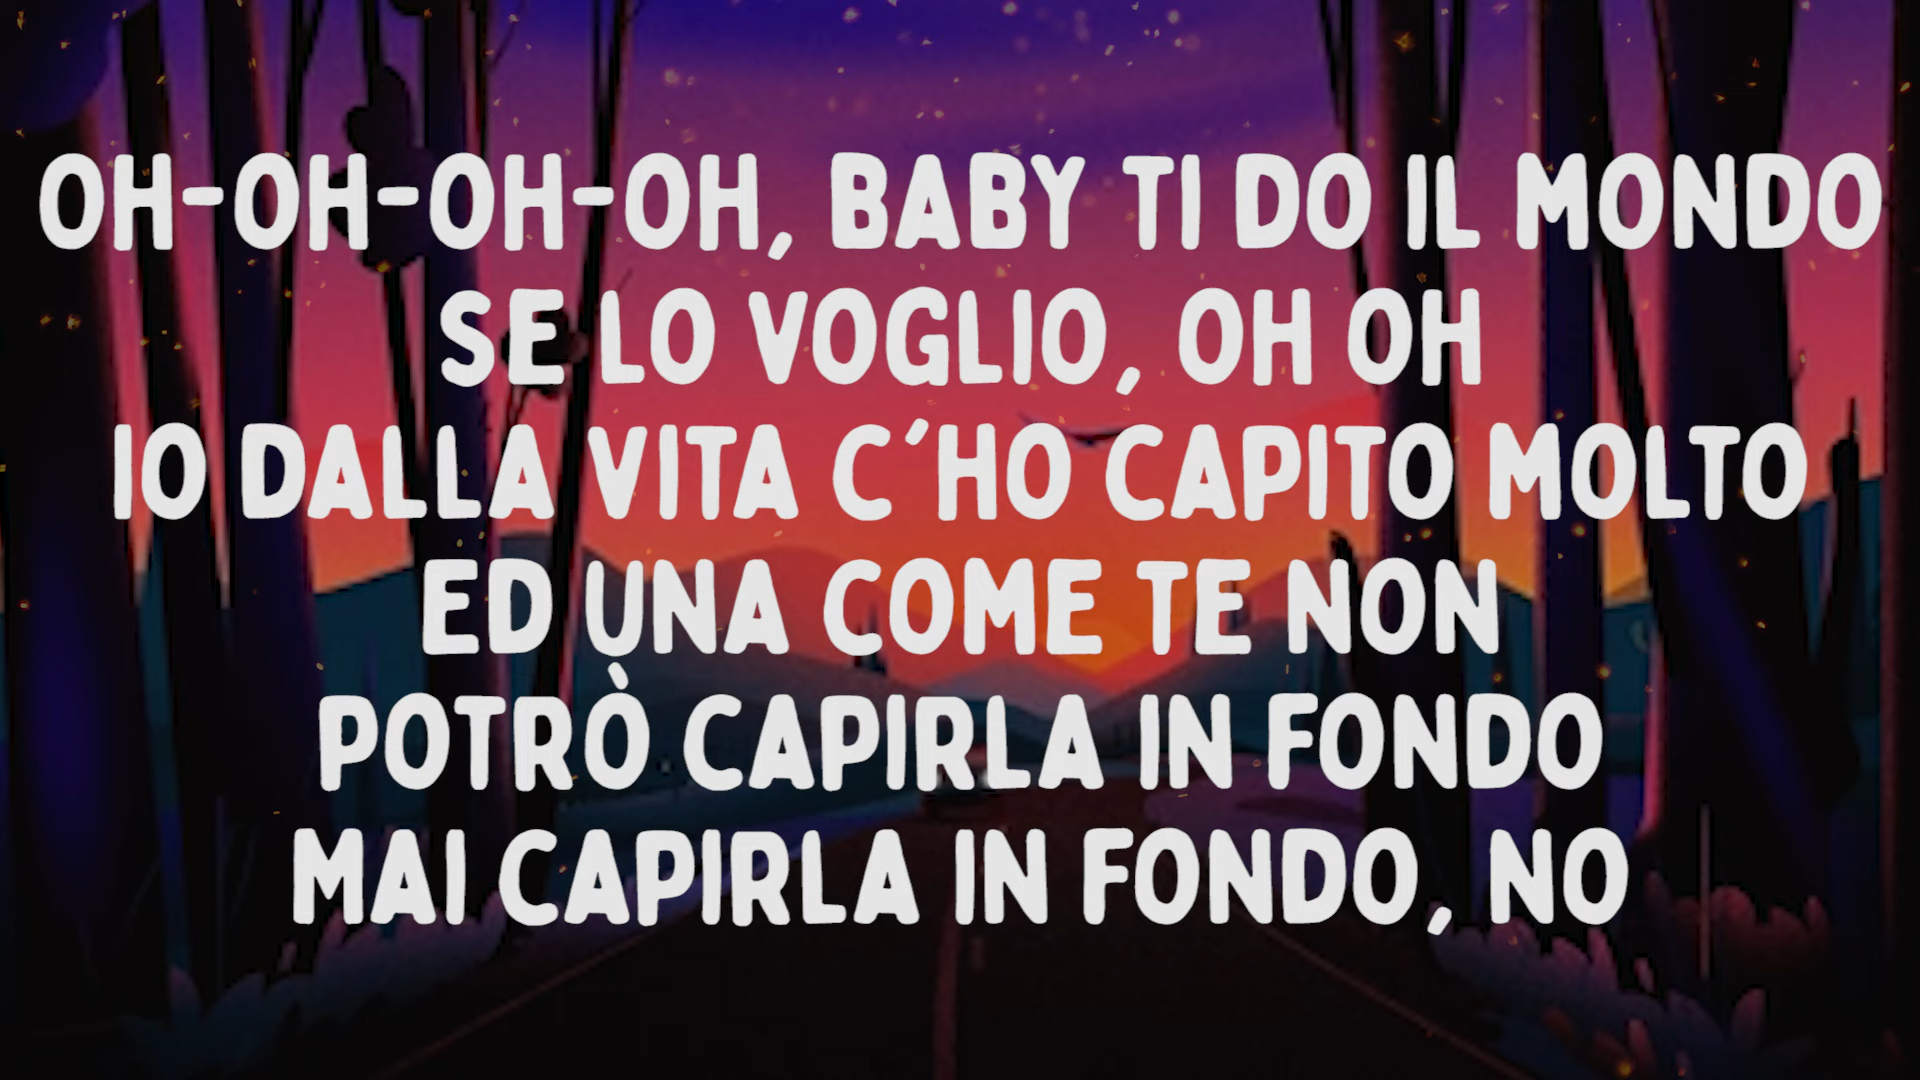 OH-OH-OH-OH, BABY TI DO IL MONDO
SE LO VOGLIO, OH OH
IO DALLA VITA C'HO CAPITO MOLTO
ED UNA COME TE NON
POTRÒ CAPIRLA IN FONDO
MAI CAPIRLA IN FONDO, NO